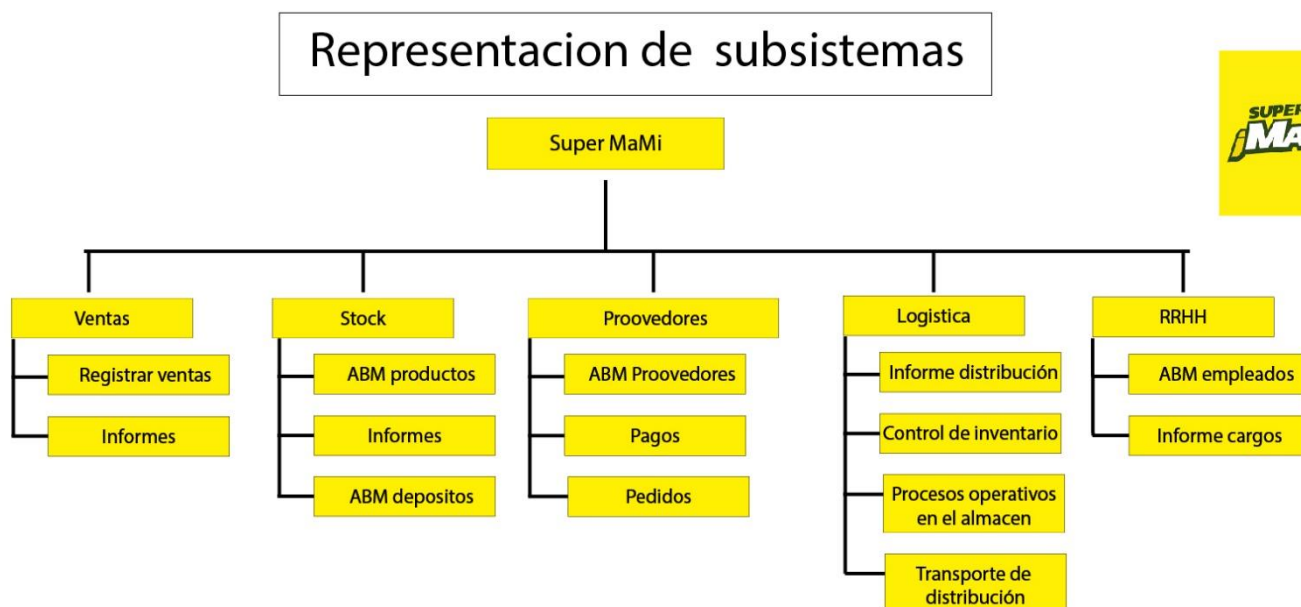 Representacion de subsistemas
SUPER
¡MA
Super MaMi
Ventas
Registrar ventas
Informes
Stock
ABM productos
Informes
ABM depositos
Proovedores
ABM Proovedores
Pagos
Pedidos
Logistica
Informe distribución
Control de inventario
Procesos operativos
en el almacen
Transporte de
distribución
RRHH
ABM empleados
Informe cargos